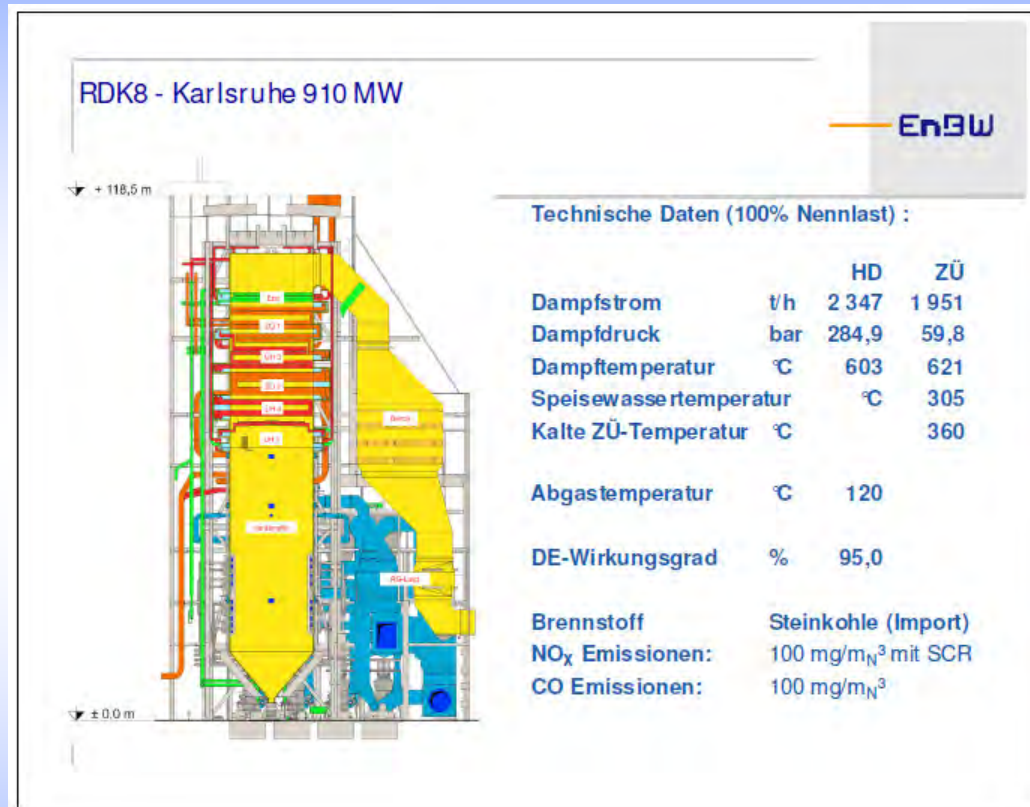 RDK8 - Karlsruhe 910 MW
EnBW
+ 118,5 m
Technische Daten (100% Nennlast) :
HD ZÜ
Dampfstrom t/h 2 347 1 951
Dampfdruck bar 284,9 59,8
Dampftemperatur °C 603 621
Speisewassertemperatur °C 305
Kalte ZÜ-Temperatur °C 360
Abgastemperatur °C 120
DE-Wirkungsgrad % 95,0
Brennstoff Steinkohle (Import)
NOₓ Emissionen: 100 mg/m_N³ mit SCR
CO Emissionen: 100 mg/m_N³
± 0,0 m